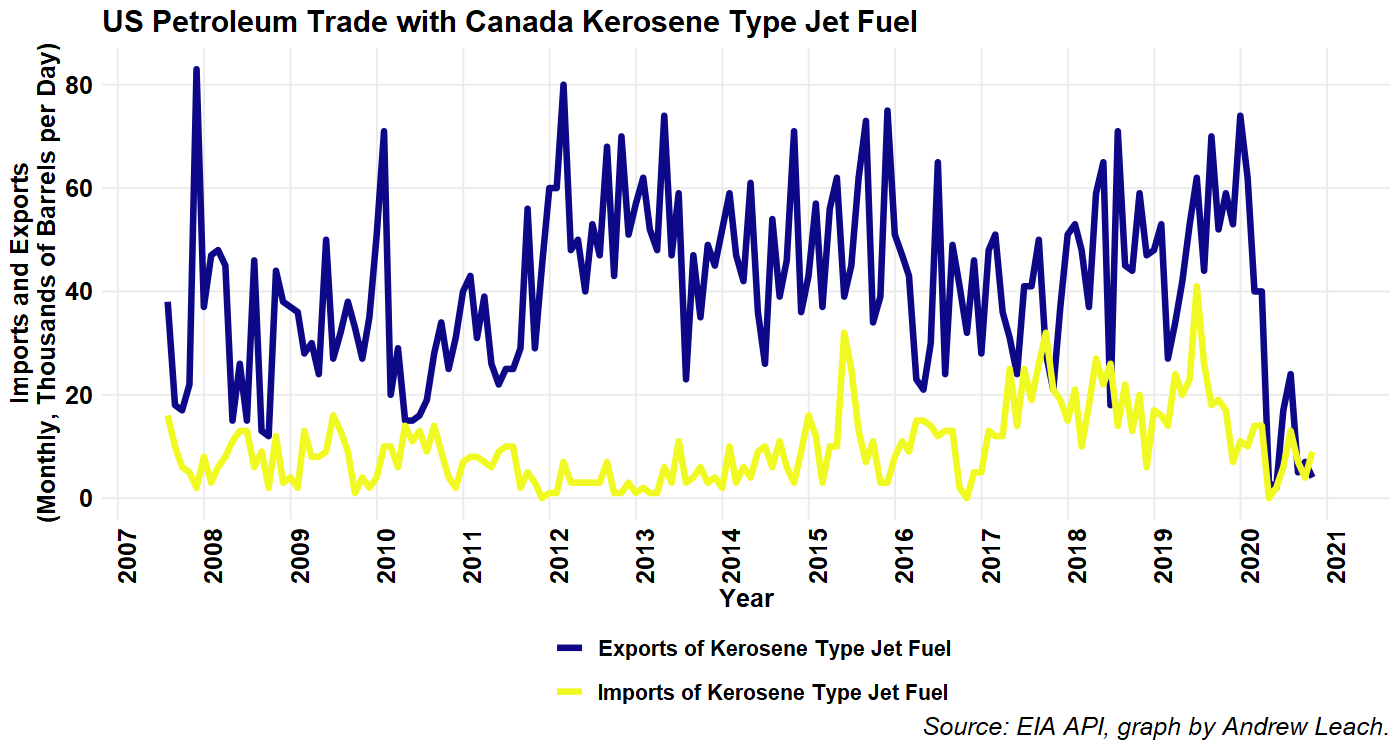 US Petroleum Trade with Canada Kerosene Type Jet Fuel
Imports and Exports
(Monthly, Thousands of Barrels per Day)
80
60
40
20
0
2007
2008
2009
2010
2011
2012
2013
2014
2015
2016
2017
2018
2019
2020
2021
Year
Exports of Kerosene Type Jet Fuel
Imports of Kerosene Type Jet Fuel
Source: EIA API, graph by Andrew Leach.